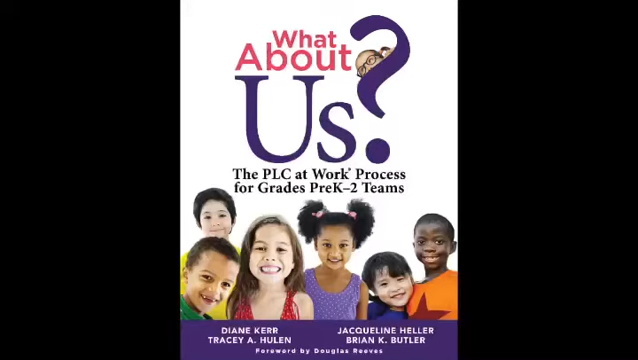 What
About
Us?
The PLC at Work® Process
for Grades PreK–2 Teams
DIANE KERR
TRACEY A. HULEN
JACQUELINE HELLER
BRIAN K. BUTLER
Foreword by Douglas Reeves